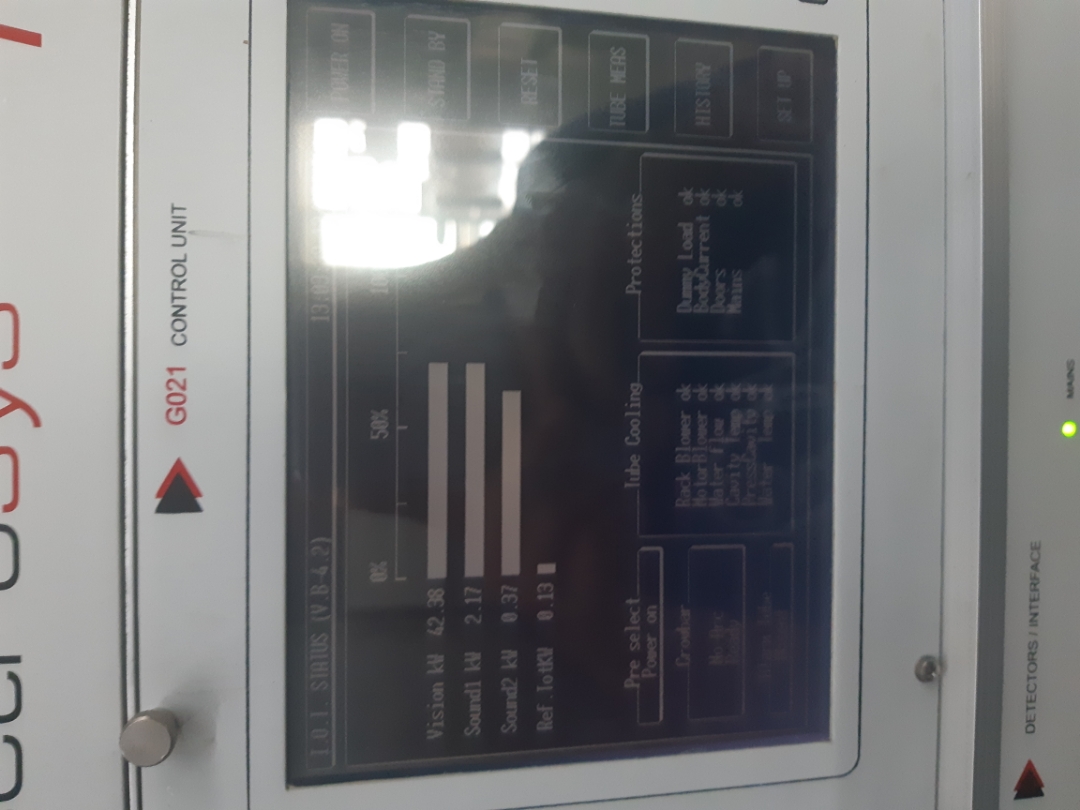 G021 CONTROL UNIT
I.O.T. STATUS (V.B-4.2)
POWER ON
0% 50%
STAND BY
Vision kW 42.38
Sound1 kW 2.17
Sound2 kW 0.37
Ref.TotKW 0.13
RESET
TUBE MEAS
HISTORY
SET UP
Pre select
Power on
Crowbar
No Arc
Ready
Tube Cooling
Rack Blower ok
MotorBlower ok
Water flow ok
Cavity Temp ok
PressCavity ok
Water Temp ok
Protections
Dummy Load ok
BodyCurrent ok
Doors ok
Mains ok
DETECTORS / INTERFACE
MAINS